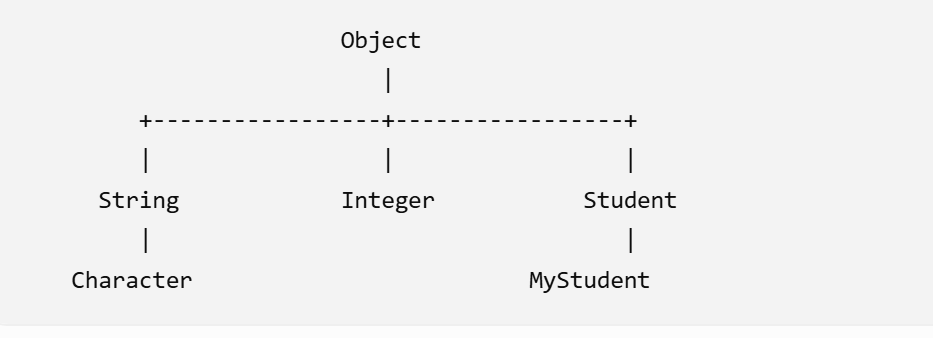 Object
|
+-----------------+-----------------+
| | |
String Integer Student
| |
Character MyStudent